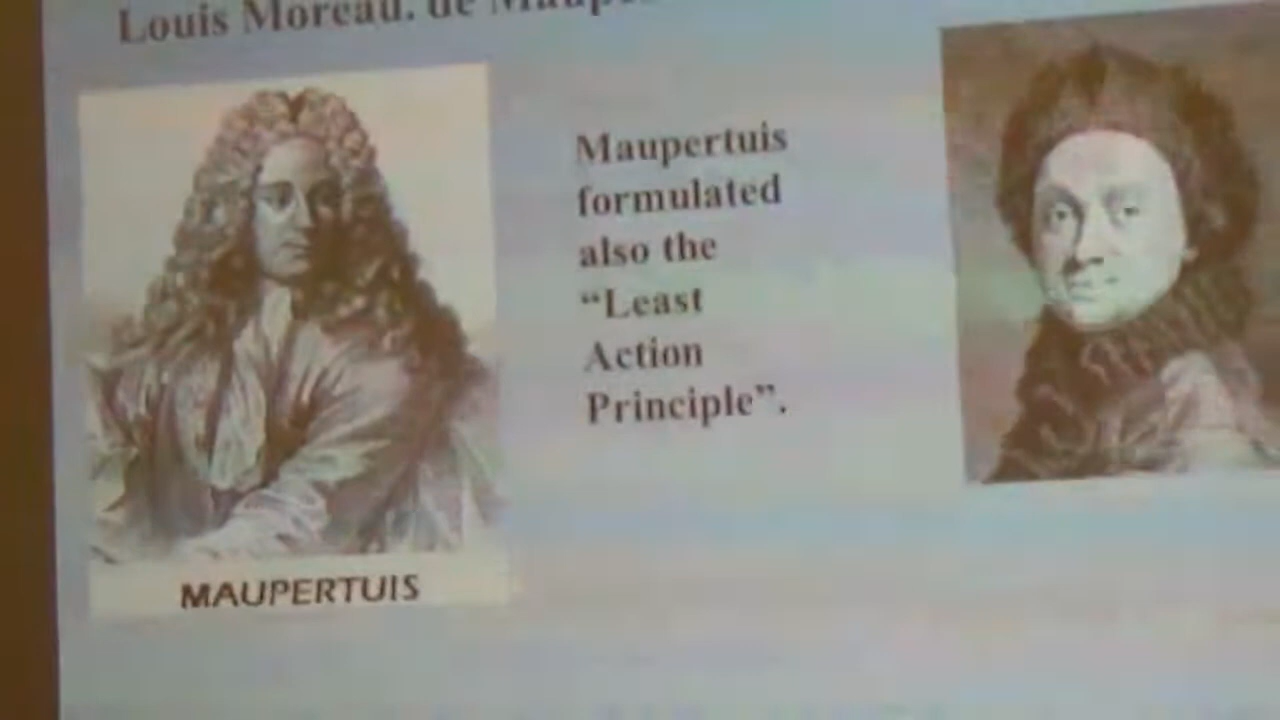 Louis Moreau. de
Maupertuis
formulated
also the
“Least
Action
Principle”.
MAUPERTUIS